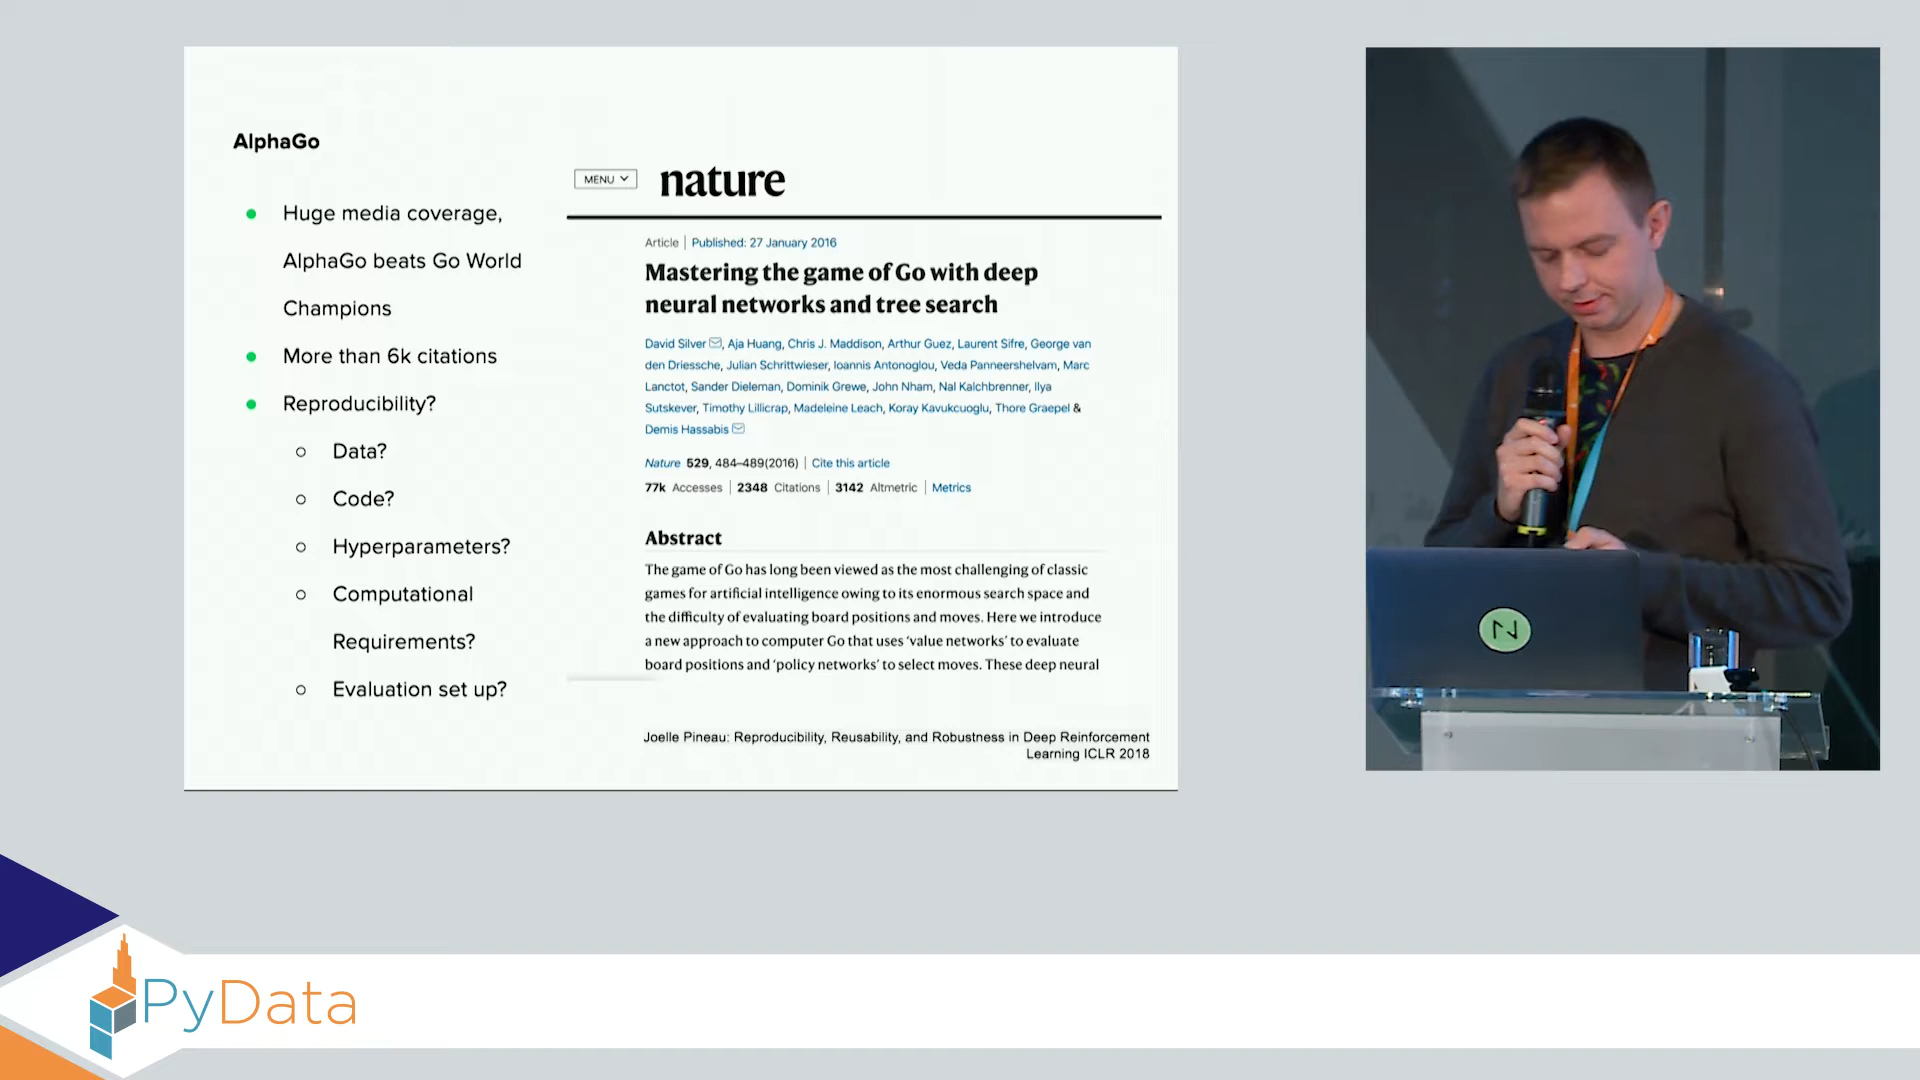 AlphaGo
Huge media coverage,
AlphaGo beats Go World
Champions
More than 6k citations
Reproducibility?
Data?
Code?
Hyperparameters?
Computational
Requirements?
Evaluation set up?
MENU
nature
Article | Published: 27 January 2016
Mastering the game of Go with deep
neural networks and tree search
David Silver, Aja Huang, Chris J. Maddison, Arthur Guez, Laurent Sifre, George van
den Driessche, Julian Schrittwieser, Ioannis Antonoglou, Veda Panneershelvam, Marc
Lanctot, Sander Dieleman, Dominik Grewe, John Nham, Nal Kalchbrenner, Ilya
Sutskever, Timothy Lillicrap, Madeleine Leach, Koray Kavukcuoglu, Thore Graepel &
Demis Hassabis
Nature 529, 484–489(2016) | Cite this article
77k Accesses | 2348 Citations | 3142 Altmetric | Metrics
Abstract
The game of Go has long been viewed as the most challenging of classic
games for artificial intelligence owing to its enormous search space and
the difficulty of evaluating board positions and moves. Here we introduce
a new approach to computer Go that uses ‘value networks’ to evaluate
board positions and ‘policy networks’ to select moves. These deep neural
Joelle Pineau: Reproducibility, Reusability, and Robustness in Deep Reinforcement
Learning ICLR 2018
PyData